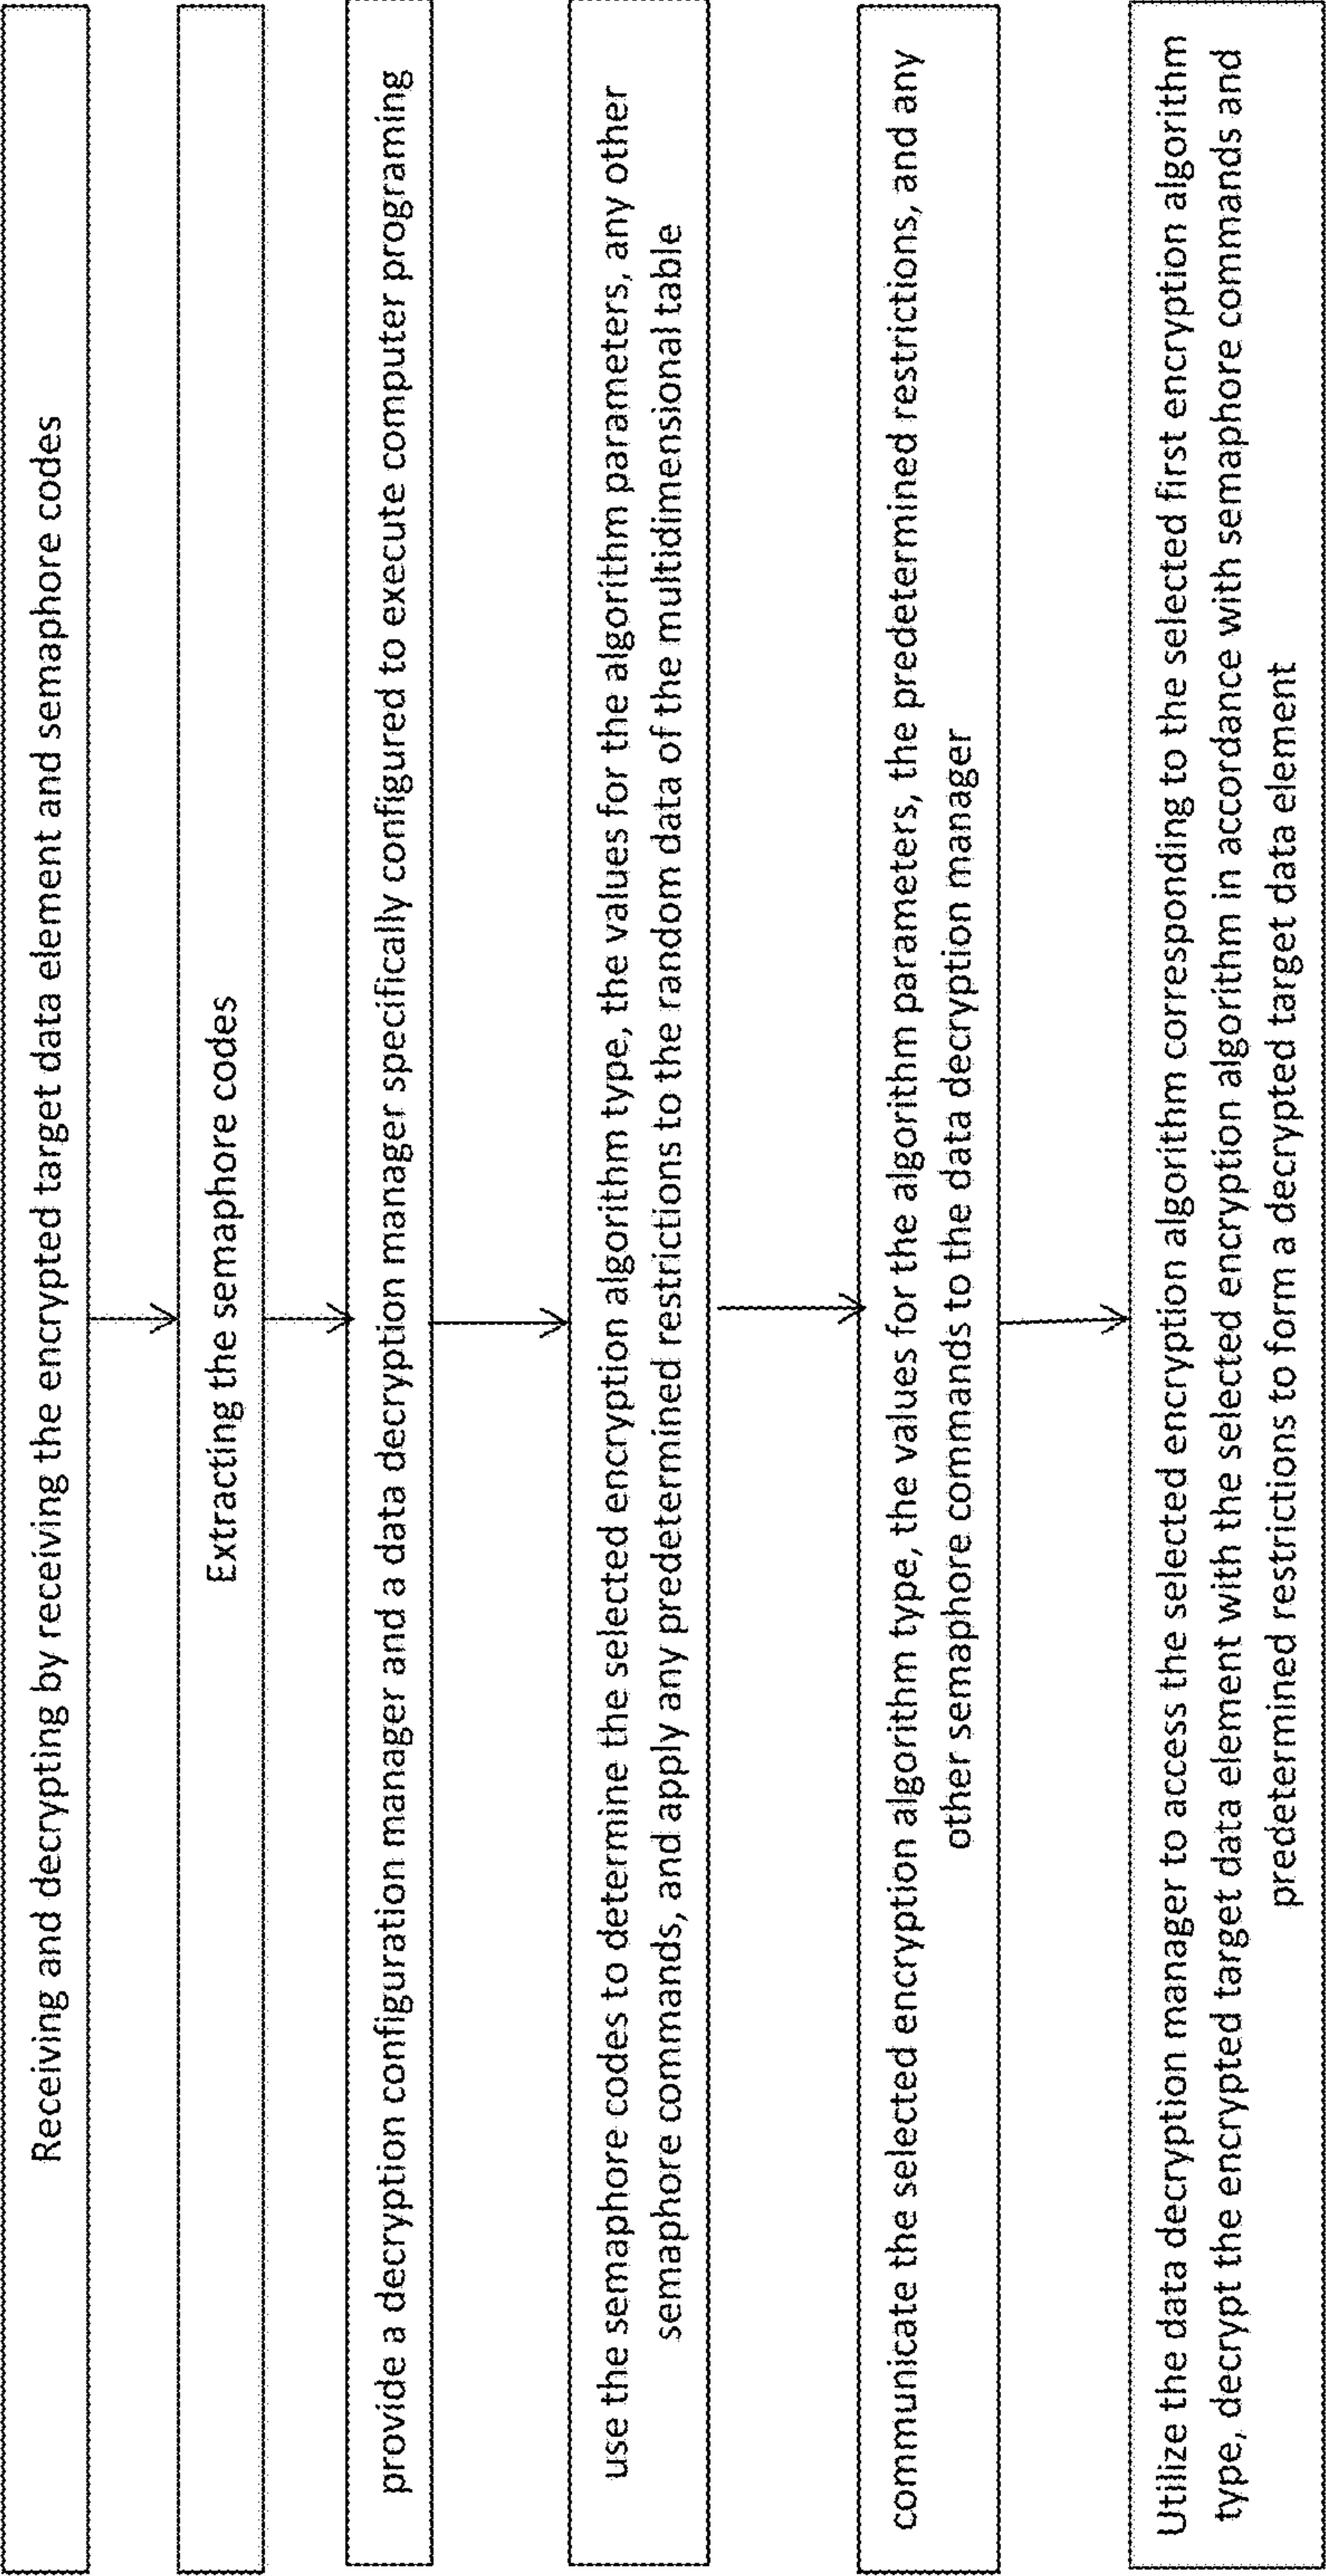 Receiving and decrypting by receiving the encrypted target data element and semaphore codes
Extracting the semaphore codes
provide a decryption configuration manager and a data decryption manager specifically configured to execute computer programing
use the semaphore codes to determine the selected encryption algorithm type, the values for the algorithm parameters, any other
semaphore commands, and apply any predetermined restrictions to the random data of the multidimensional table
communicate the selected encryption algorithm type, the values for the algorithm parameters, the predetermined restrictions, and any
other semaphore commands to the data decryption manager
Utilize the data decryption manager to access the selected encryption algorithm corresponding to the selected first encryption algorithm
type, decrypt the encrypted target data element with the selected encryption algorithm in accordance with semaphore commands and
predetermined restrictions to form a decrypted target data element